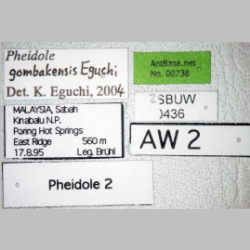 Pheidole
gombakensis Eguchi
Det. K. Eguchi, 2004
AntBase.net
No. 00738
MALAYSIA, Sabah
Kinabalu N.P.
Poring Hot Springs
East Ridge 560 m
17.8.95 Leg. Brühl
ZSBUW
0436
AW 2
Pheidole 2